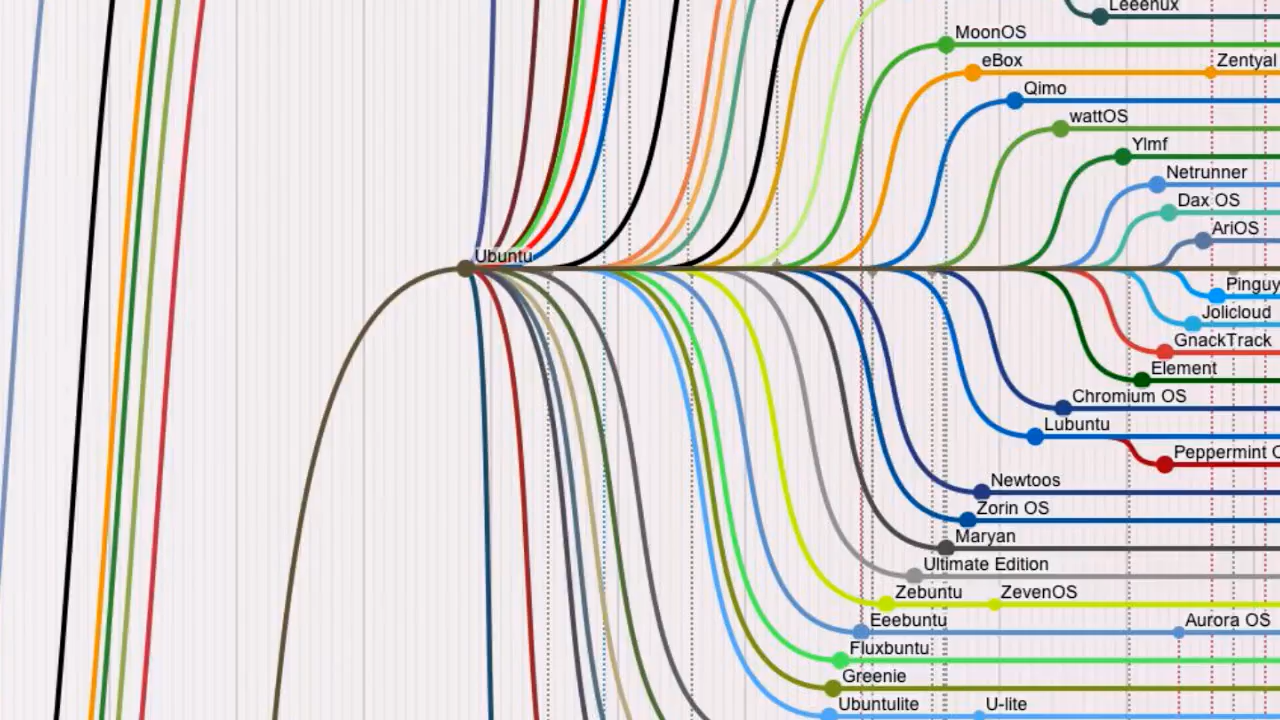 Leeenux
MoonOS
eBox
Zentyal
Qimo
wattOS
Ylmf
Netrunner
Dax OS
AriOS
Ubuntu
Pinguy
Jolicloud
GnackTrack
Element
Chromium OS
Lubuntu
Peppermint
Newtoos
Zorin OS
Maryan
Ultimate Edition
Zebuntu ZevenOS
Eeebuntu Aurora OS
Fluxbuntu
Greenie
Ubuntulite U-lite